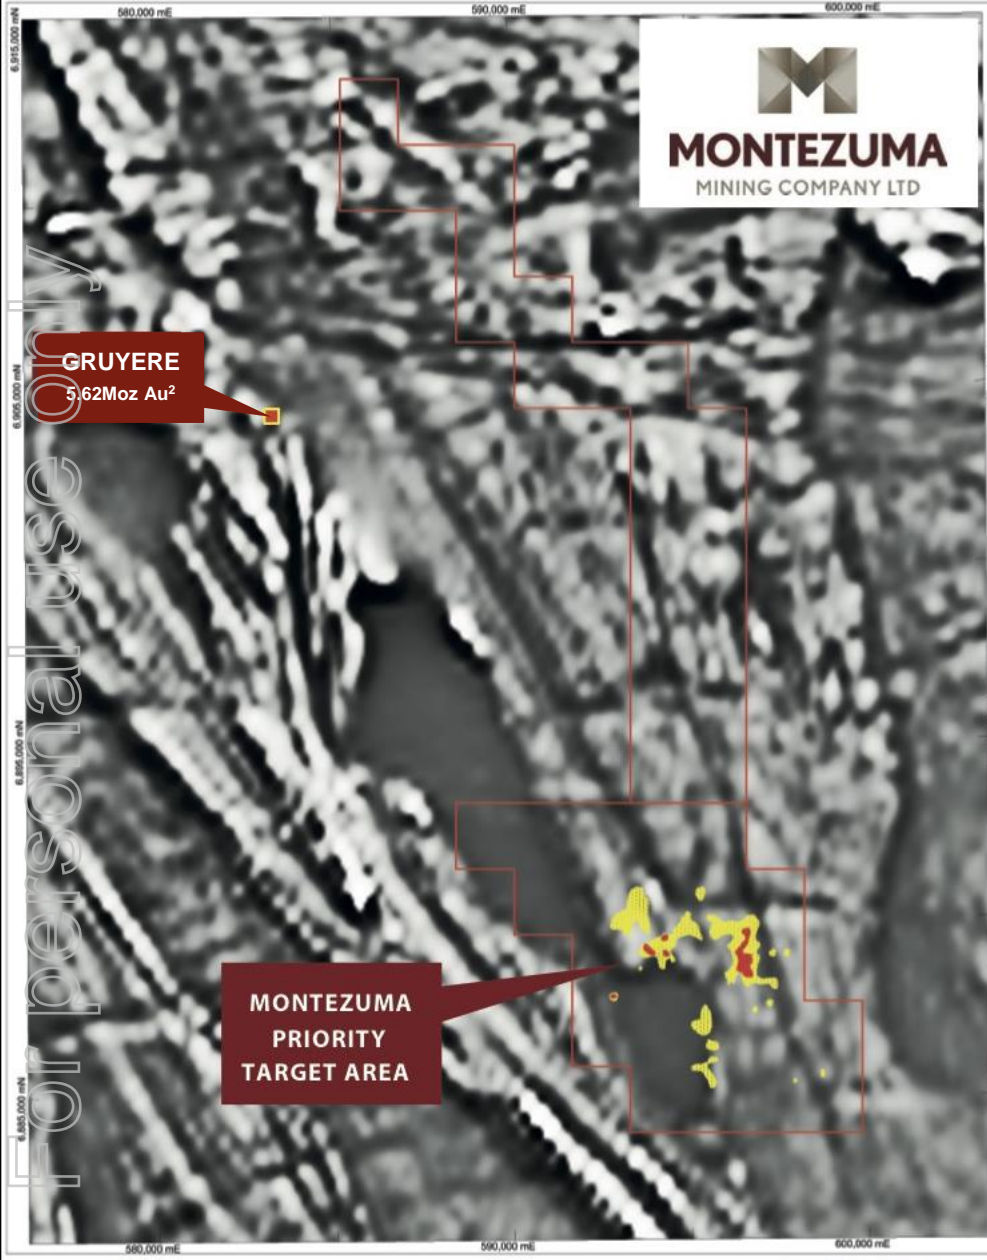 580,000 mE
590,000 mE
600,000 mE
6,915,000 mN
MONTEZUMA
MINING COMPANY LTD
GRUYERE
5.62Moz Au²
6,905,000 mN
6,895,000 mN
MONTEZUMA
PRIORITY
TARGET AREA
6,885,000 mN
580,000 mE
590,000 mE
600,000 mE
For personal use only